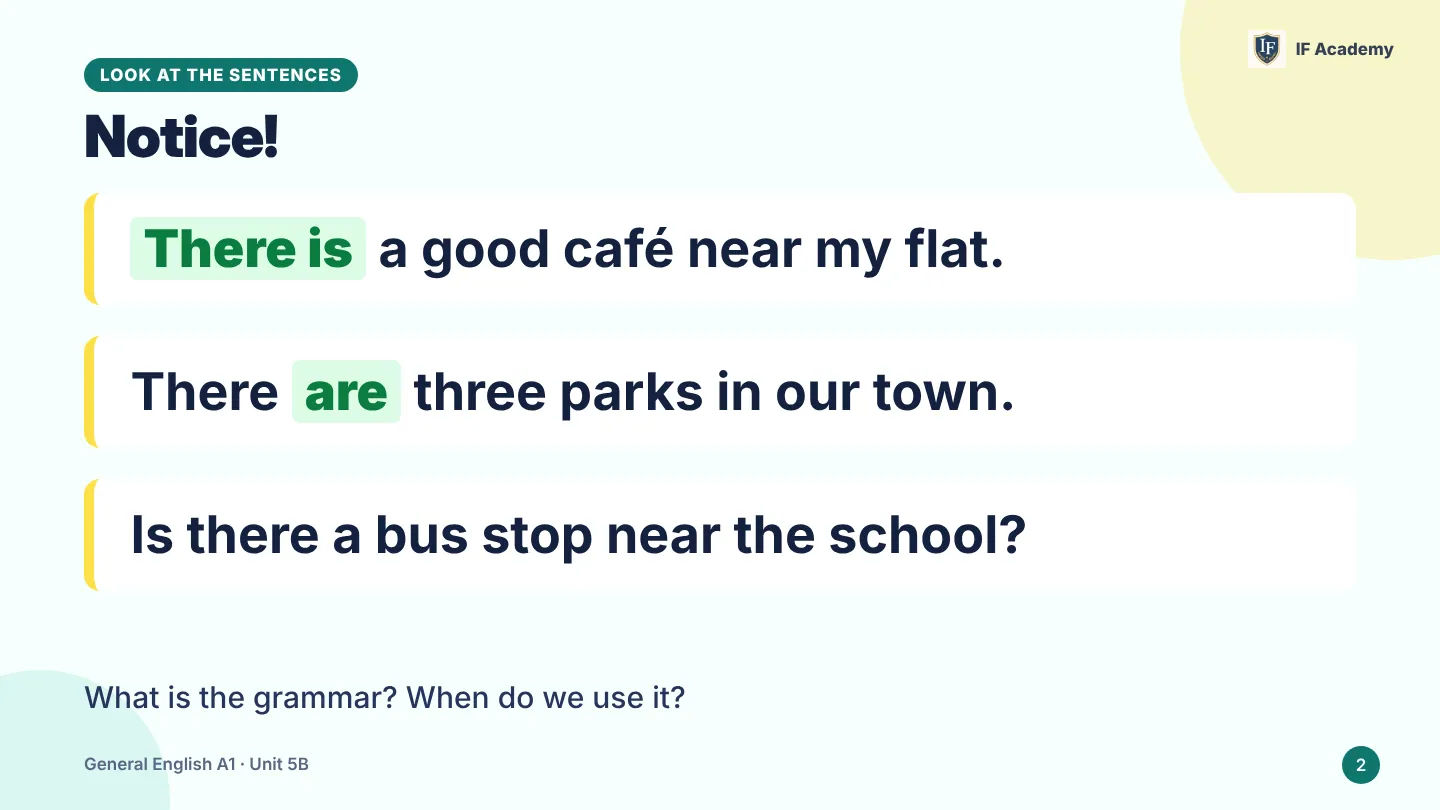 IF
IF Academy
LOOK AT THE SENTENCES
Notice!
There is a good café near my flat.
There are three parks in our town.
Is there a bus stop near the school?
What is the grammar? When do we use it?
General English A1 · Unit 5B
2